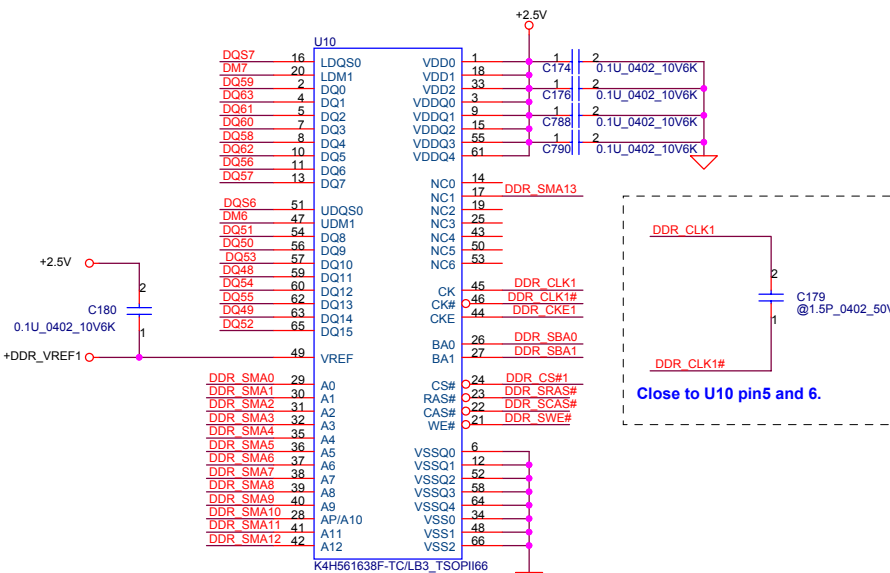 +2.5V
U10
DQS7 16 LDQS0 VDD0 1
DM7 20 LDM1 VDD1 18
DQ59 2 DQ0 VDD2 33
DQ63 4 DQ1 VDDQ0 3
DQ61 5 DQ2 VDDQ1 9
DQ60 7 DQ3 VDDQ2 15
DQ58 8 DQ4 VDDQ3 55
DQ62 10 DQ5 VDDQ4 61
DQ56 11 DQ6
DQ57 13 DQ7
1 C174 2 0.1U_0402_10V6K
1 C176 2 0.1U_0402_10V6K
1 C788 2 0.1U_0402_10V6K
1 C790 2 0.1U_0402_10V6K
NC0 14
NC1 17 DDR_SMA13
NC2 19
NC3 25
NC4 43
NC5 50
NC6 53
DQS6 51 UDQS0
DM6 47 UDM1
DQ51 54 DQ8
DQ50 56 DQ9
DQ53 57 DQ10
DQ48 59 DQ11
DQ54 60 DQ12
DQ55 62 DQ13
DQ49 63 DQ14
DQ52 65 DQ15
CK 45 DDR_CLK1
CK# 46 DDR_CLK1#
CKE 44 DDR_CKE1
BA0 26 DDR_SBA0
BA1 27 DDR_SBA1
+2.5V
2
C180
0.1U_0402_10V6K
1
+DDR_VREF1 49 VREF
CS# 24 DDR_CS#1
RAS# 23 DDR_SRAS#
CAS# 22 DDR_SCAS#
WE# 21 DDR_SWE#
DDR_SMA0 29 A0
DDR_SMA1 30 A1
DDR_SMA2 31 A2
DDR_SMA3 32 A3
DDR_SMA4 35 A4
DDR_SMA5 36 A5
DDR_SMA6 37 A6
DDR_SMA7 38 A7
DDR_SMA8 39 A8
DDR_SMA9 40 A9
DDR_SMA10 28 AP/A10
DDR_SMA11 41 A11
DDR_SMA12 42 A12
VSSQ0 6
VSSQ1 12
VSSQ2 52
VSSQ3 58
VSSQ4 64
VSS0 34
VSS1 48
VSS2 66
K4H561638F-TC/LB3_TSOPII66
DDR_CLK1
2
C179
@1.5P_0402_50V
1
DDR_CLK1#
Close to U10 pin5 and 6.